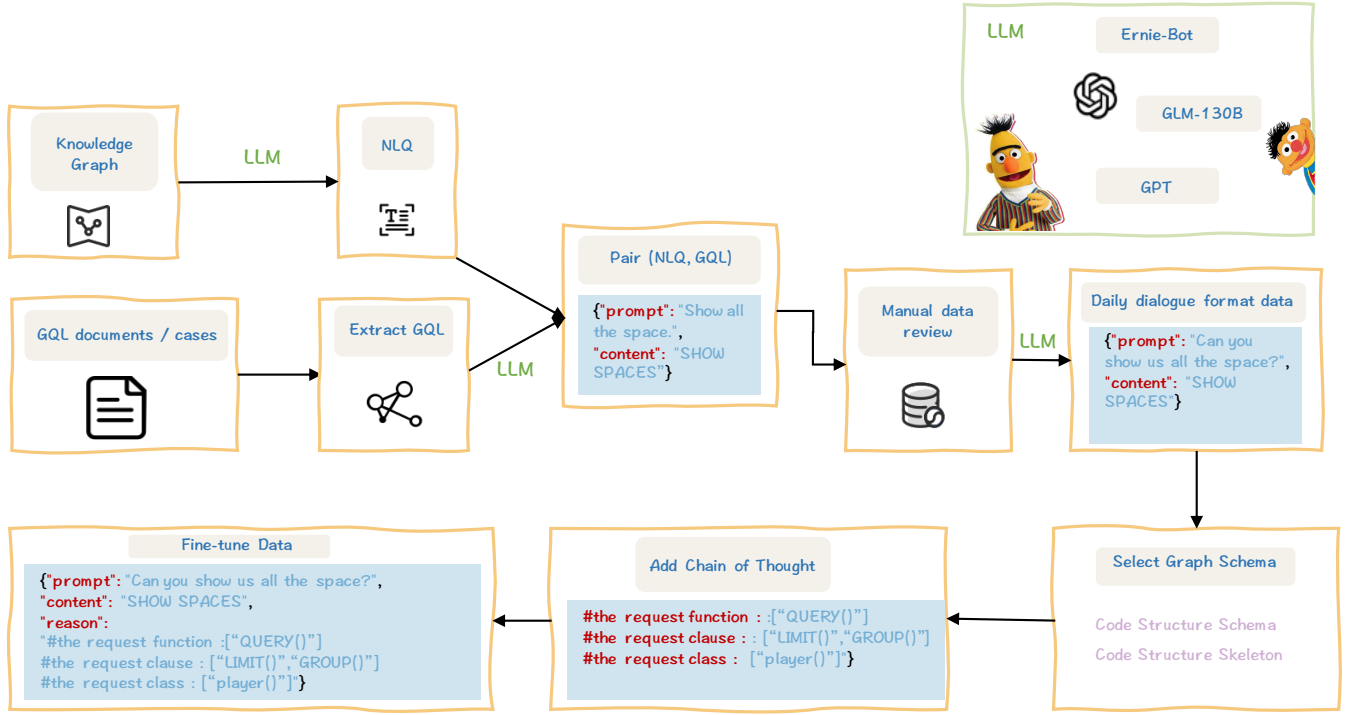 LLM
Ernie-Bot
GLM-130B
GPT
Knowledge
Graph
LLM
NLQ
GQL documents / cases
Extract GQL
LLM
Pair (NLQ, GQL)
{"prompt": "Show all
the space.",
"content": "SHOW
SPACES"}
Manual data
review
LLM
Daily dialogue format data
{"prompt": "Can you
show us all the space?",
"content": "SHOW
SPACES"}
Select Graph Schema
Code Structure Schema
Code Structure Skeleton
Add Chain of Thought
#the request function : :["QUERY()"]
#the request clause : : ["LIMIT()","GROUP()"]
#the request class : ["player()"]"}
Fine-tune Data
{"prompt": "Can you show us all the space?",
"content": "SHOW SPACES",
"reason":
"#the request function :["QUERY()"]
#the request clause : ["LIMIT()","GROUP()"]
#the request class : ["player()"]"}